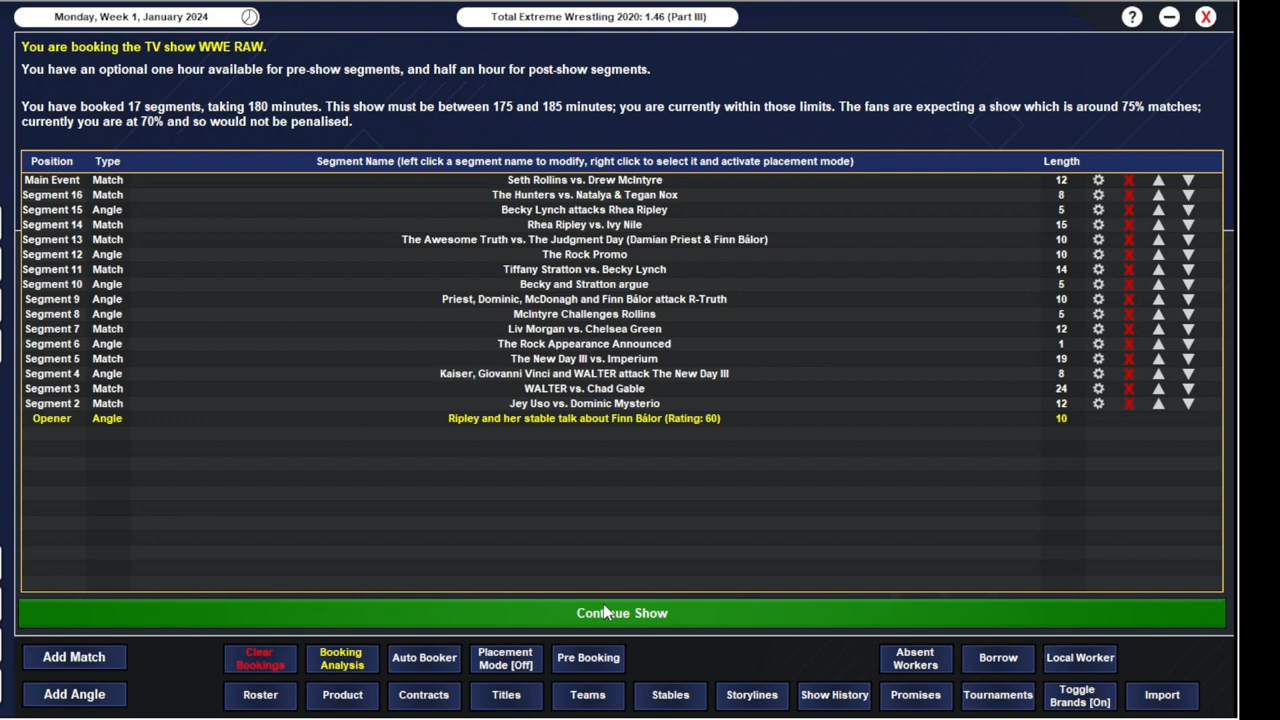 Monday, Week 1, January 2024
Total Extreme Wrestling 2020: 1.46 (Part III)
?
X
You are booking the TV show WWE RAW.
You have an optional one hour available for pre-show segments, and half an hour for post-show segments.
You have booked 17 segments, taking 180 minutes. This show must be between 175 and 185 minutes; you are currently within those limits. The fans are expecting a show which is around 75% matches;
currently you are at 70% and so would not be penalised.
Position Type Segment Name (left click a segment name to modify, right click to select it and activate placement mode) Length
Main Event Match Seth Rollins vs. Drew McIntyre 12 X
Segment 16 Match The Hunters vs. Natalya & Tegan Nox 8 X
Segment 15 Angle Becky Lynch attacks Rhea Ripley 5 X
Segment 14 Match Rhea Ripley vs. Ivy Nile 15 X
Segment 13 Match The Awesome Truth vs. The Judgment Day (Damian Priest & Finn Bálor) 10 X
Segment 12 Angle The Rock Promo 10 X
Segment 11 Match Tiffany Stratton vs. Becky Lynch 14 X
Segment 10 Angle Becky and Stratton argue 5 X
Segment 9 Angle Priest, Dominic, McDonagh and Finn Bálor attack R-Truth 10 X
Segment 8 Angle McIntyre Challenges Rollins 5 X
Segment 7 Match Liv Morgan vs. Chelsea Green 12 X
Segment 6 Angle The Rock Appearance Announced 1 X
Segment 5 Match The New Day III vs. Imperium 19 X
Segment 4 Angle Kaiser, Giovanni Vinci and WALTER attack The New Day III 8 X
Segment 3 Match WALTER vs. Chad Gable 24 X
Segment 2 Match Jey Uso vs. Dominic Mysterio 12 X
Opener Angle Ripley and her stable talk about Finn Bálor (Rating: 60) 10
Continue Show
Add Match
Clear Bookings
Booking Analysis
Auto Booker
Placement Mode [Off]
Pre Booking
Absent Workers
Borrow
Local Worker
Add Angle
Roster
Product
Contracts
Titles
Teams
Stables
Storylines
Show History
Promises
Tournaments
Toggle Brands [On]
Import